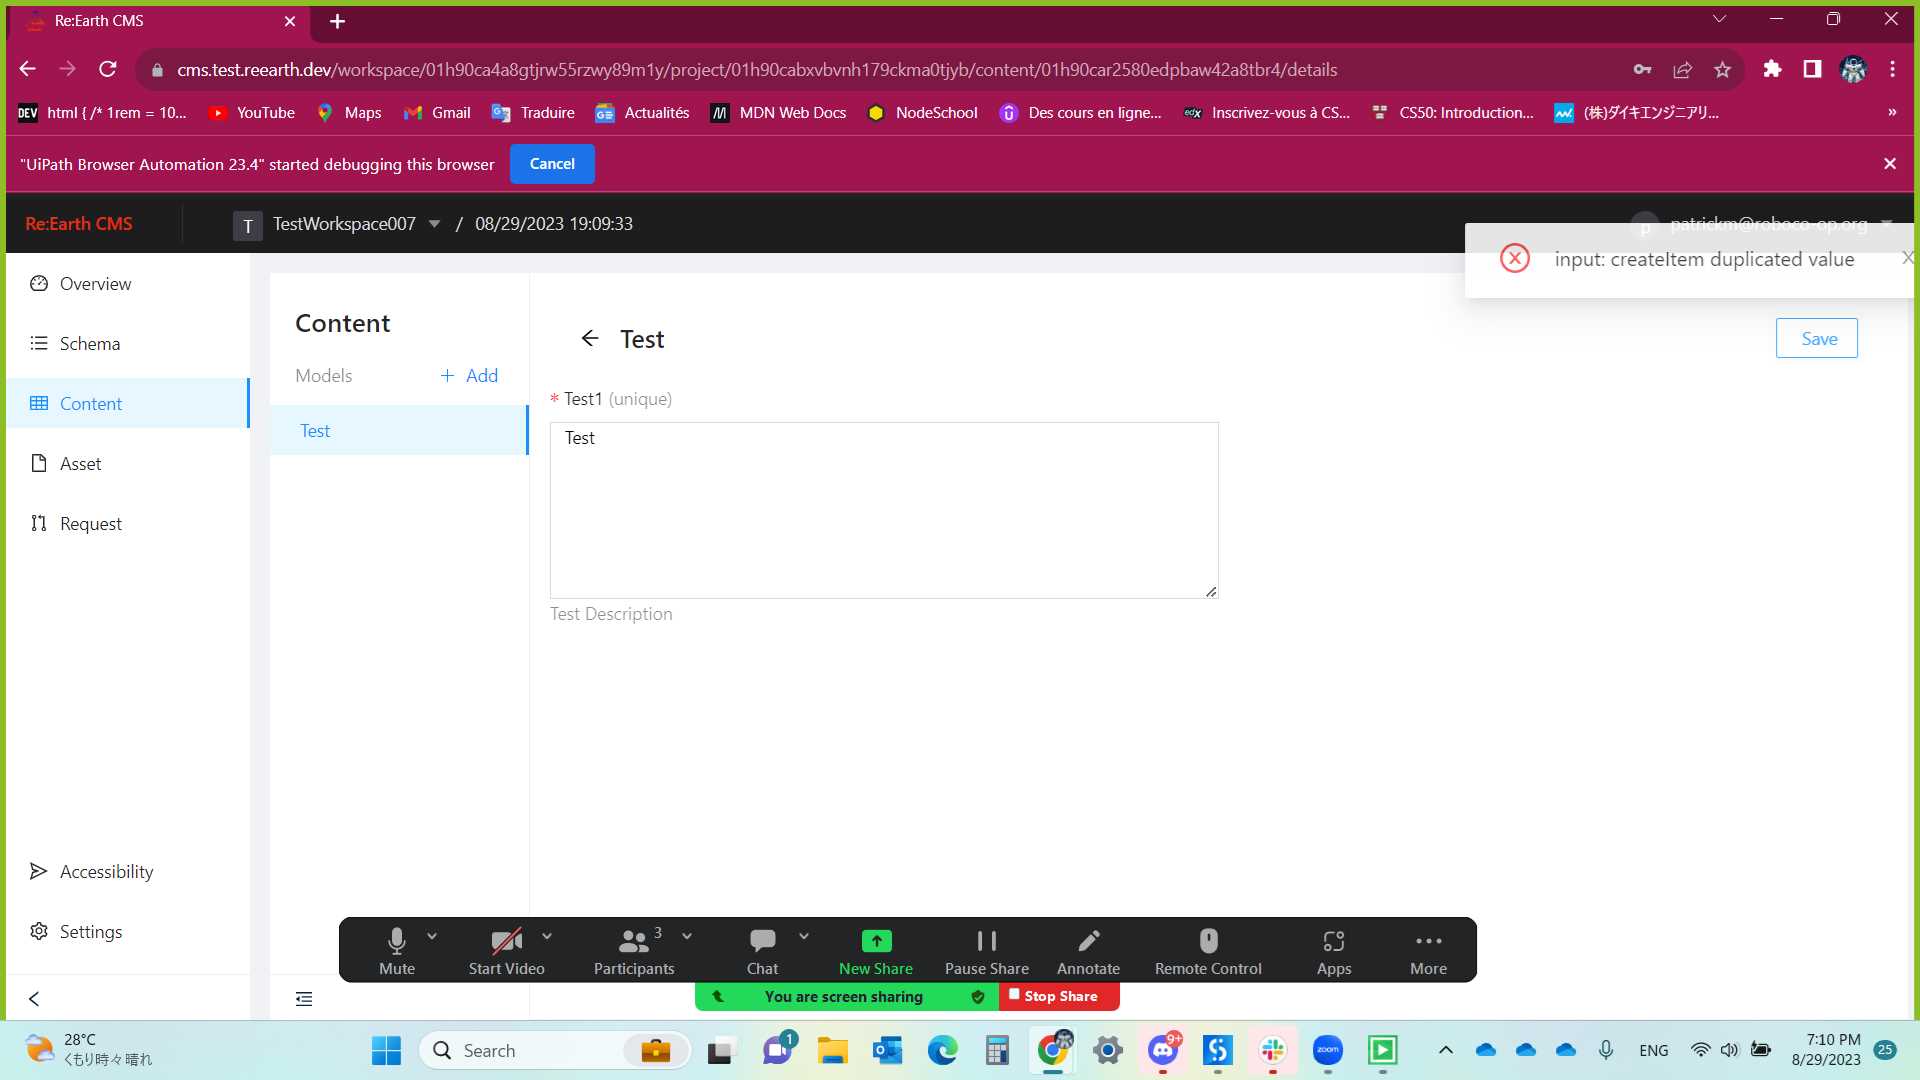 Re:Earth CMS
cms.test.reearth.dev/workspace/01h90ca4a8gtjrw55rzwy89m1y/project/01h90cabxvbvnh179ckma0tjyb/content/01h90car2580edpbaw42a8tbr4/details
DEV html { /* 1rem = 10... YouTube Maps Gmail Traduire Actualités MDN Web Docs NodeSchool Des cours en ligne... edX Inscrivez-vous à CS... CS50: Introduction... (株)ダイキエンジニアリ... »
"UiPath Browser Automation 23.4" started debugging this browser Cancel
Re:Earth CMS T TestWorkspace007 / 08/29/2023 19:09:33 p patrickm@roboco-op.org
input: createItem duplicated value
Overview
Schema
Content
Asset
Request
Accessibility
Settings
Content
Models + Add
Test
Test
Save
* Test1 (unique)
Test
Test Description
Mute Start Video Participants 3 Chat New Share Pause Share Annotate Remote Control Apps More
You are screen sharing Stop Share
28°C
くもり時々晴れ
Search
1
9+
zoom
ENG
7:10 PM
8/29/2023
25